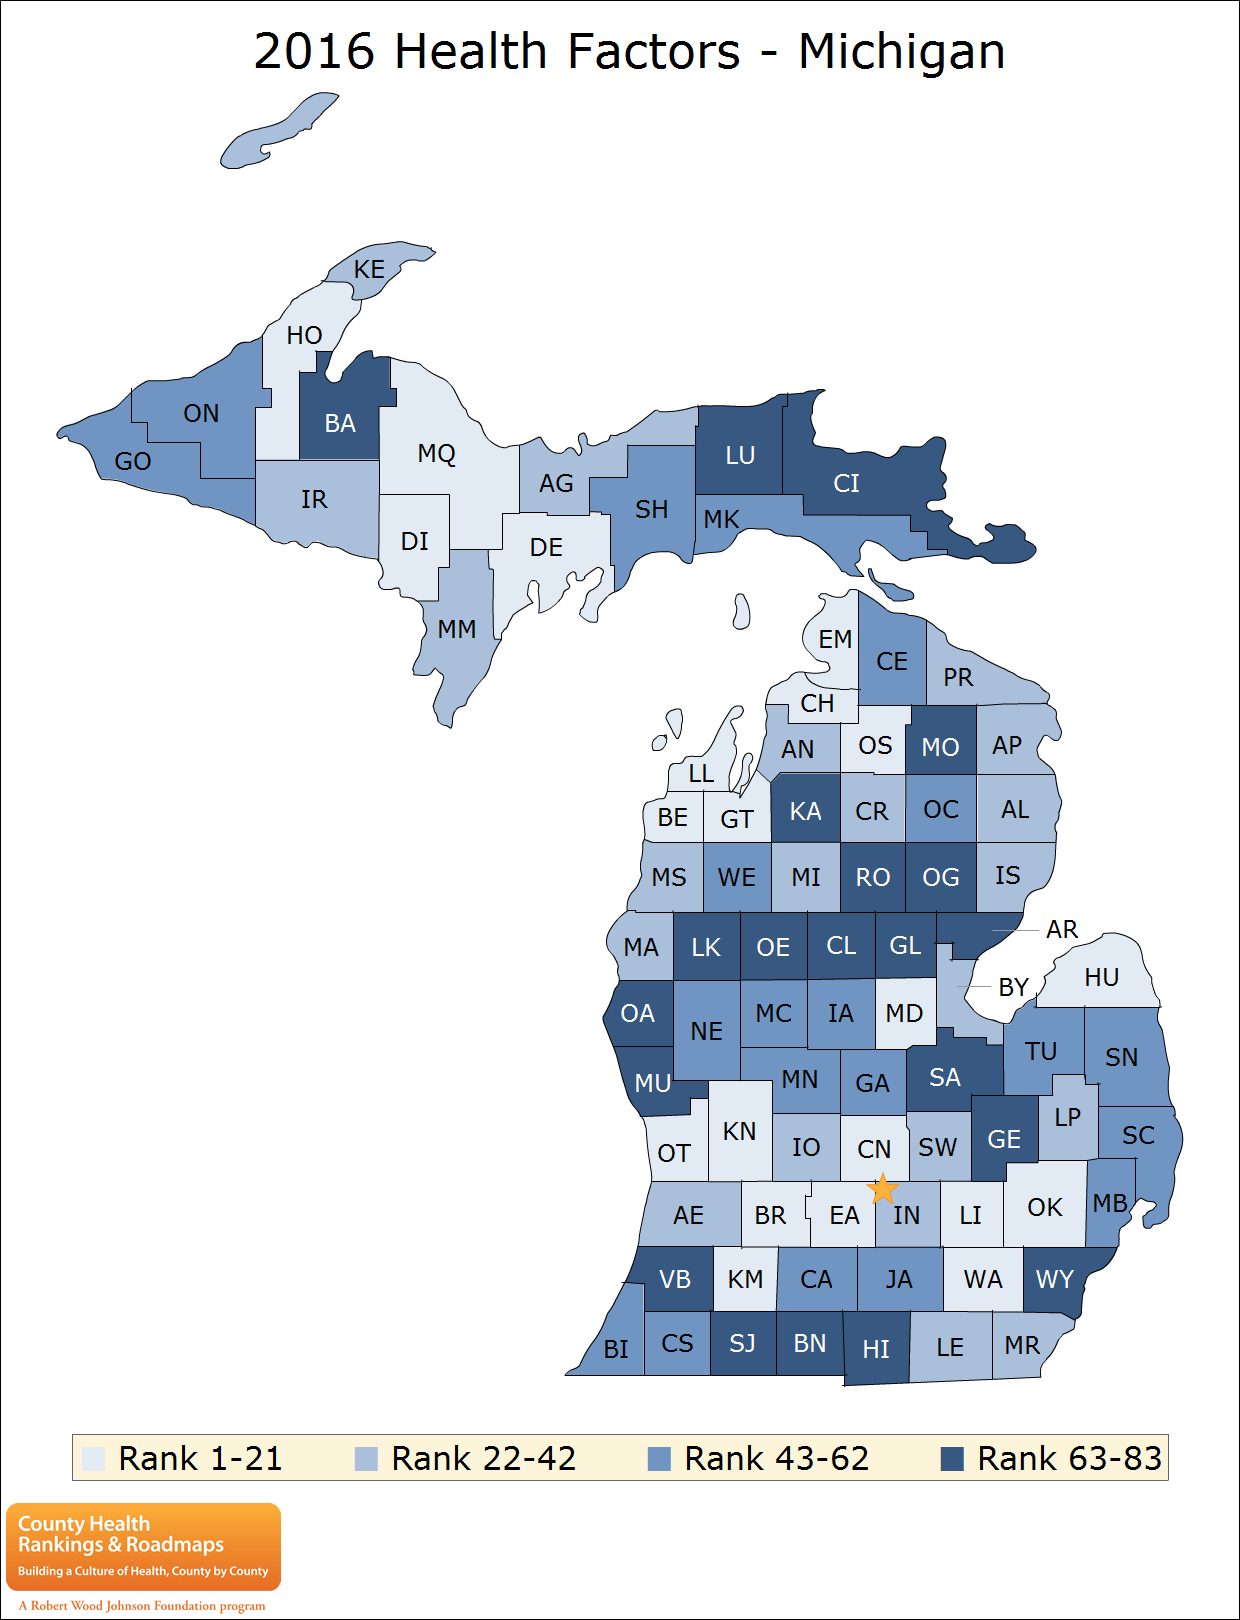 2016 Health Factors - Michigan
KE
HO
ON
BA
GO
MQ
LU
AG
CI
IR
SH
MK
DI
DE
MM
EM
CE
PR
CH
AN
OS
MO
AP
LL
BE
GT
KA
CR
OC
AL
MS
WE
MI
RO
OG
IS
AR
MA
LK
OE
CL
GL
HU
BY
OA
NE
MC
IA
MD
TU
SN
MU
MN
GA
SA
LP
KN
OT
IO
CN
SW
GE
SC
AE
BR
EA
IN
LI
OK
MB
VB
KM
CA
JA
WA
WY
BI
CS
SJ
BN
HI
LE
MR
Rank 1-21 Rank 22-42 Rank 43-62 Rank 63-83
County Health
Rankings & Roadmaps
Building a Culture of Health, County by County
A Robert Wood Johnson Foundation program